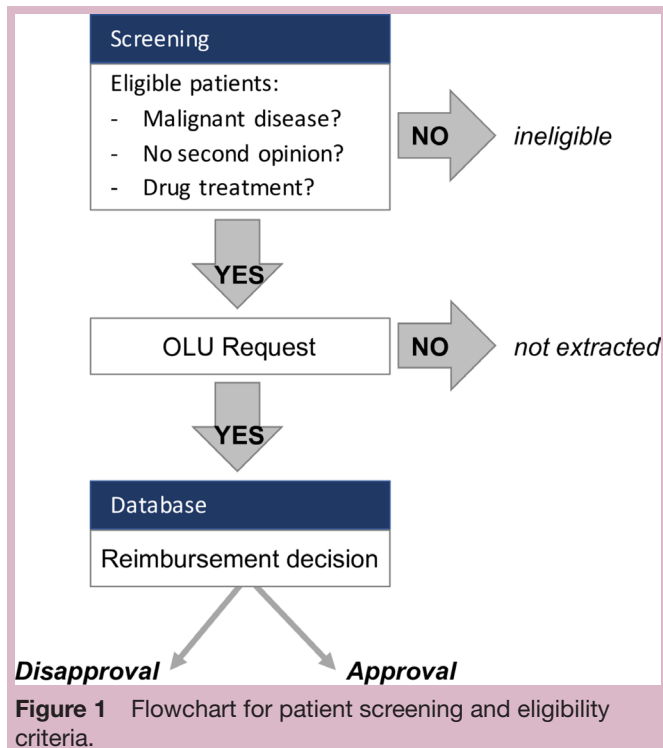 Screening
Eligible patients:
- Malignant disease?
- No second opinion?
- Drug treatment?
NO
ineligible
YES
OLU Request
NO
not extracted
YES
Database
Reimbursement decision
Disapproval
Approval
Figure 1 Flowchart for patient screening and eligibility
criteria.